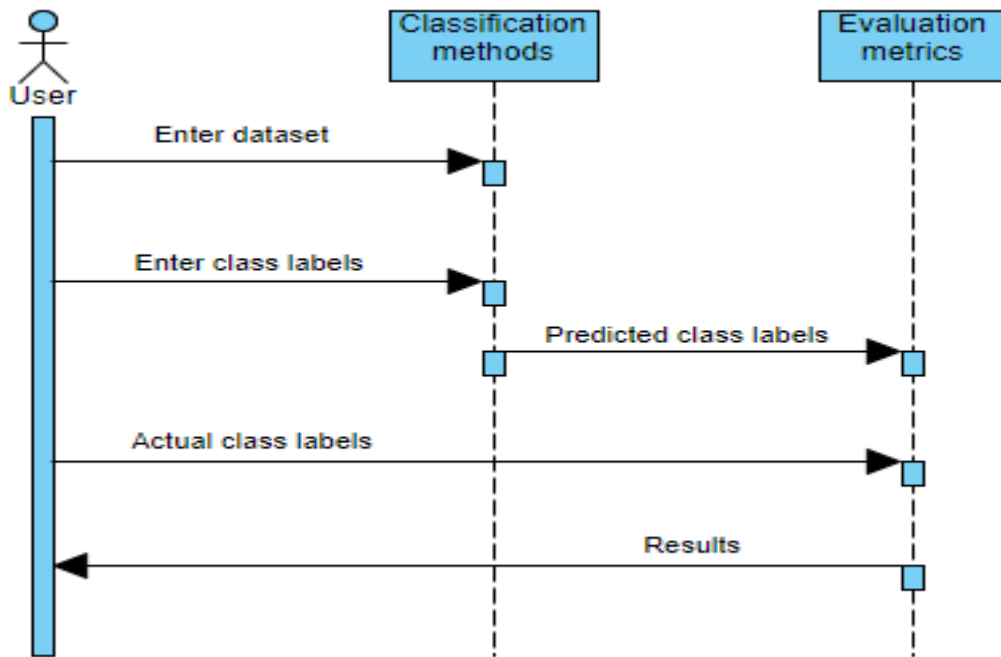 Classification
methods
Evaluation
metrics
User
Enter dataset
Enter class labels
Predicted class labels
Actual class labels
Results